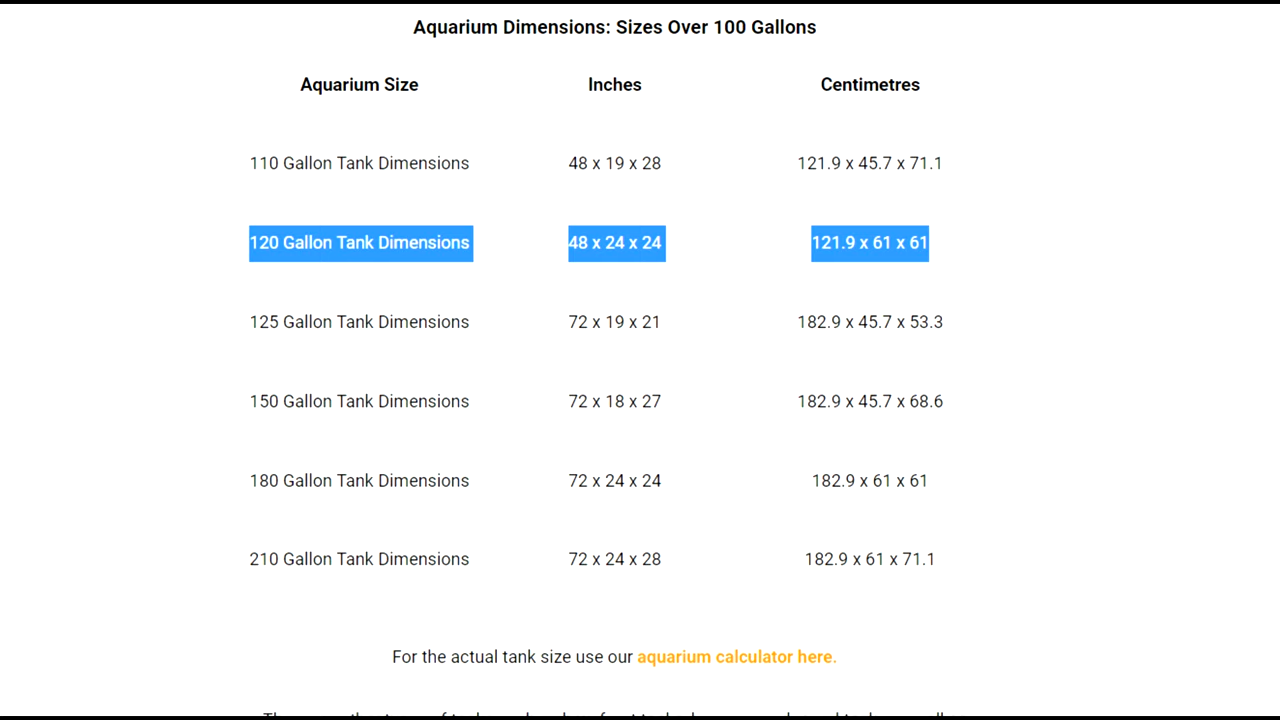 Aquarium Dimensions: Sizes Over 100 Gallons
Aquarium Size Inches Centimetres
110 Gallon Tank Dimensions 48 x 19 x 28 121.9 x 45.7 x 71.1
120 Gallon Tank Dimensions 48 x 24 x 24 121.9 x 61 x 61
125 Gallon Tank Dimensions 72 x 19 x 21 182.9 x 45.7 x 53.3
150 Gallon Tank Dimensions 72 x 18 x 27 182.9 x 45.7 x 68.6
180 Gallon Tank Dimensions 72 x 24 x 24 182.9 x 61 x 61
210 Gallon Tank Dimensions 72 x 24 x 28 182.9 x 61 x 71.1
For the actual tank size use our aquarium calculator here.